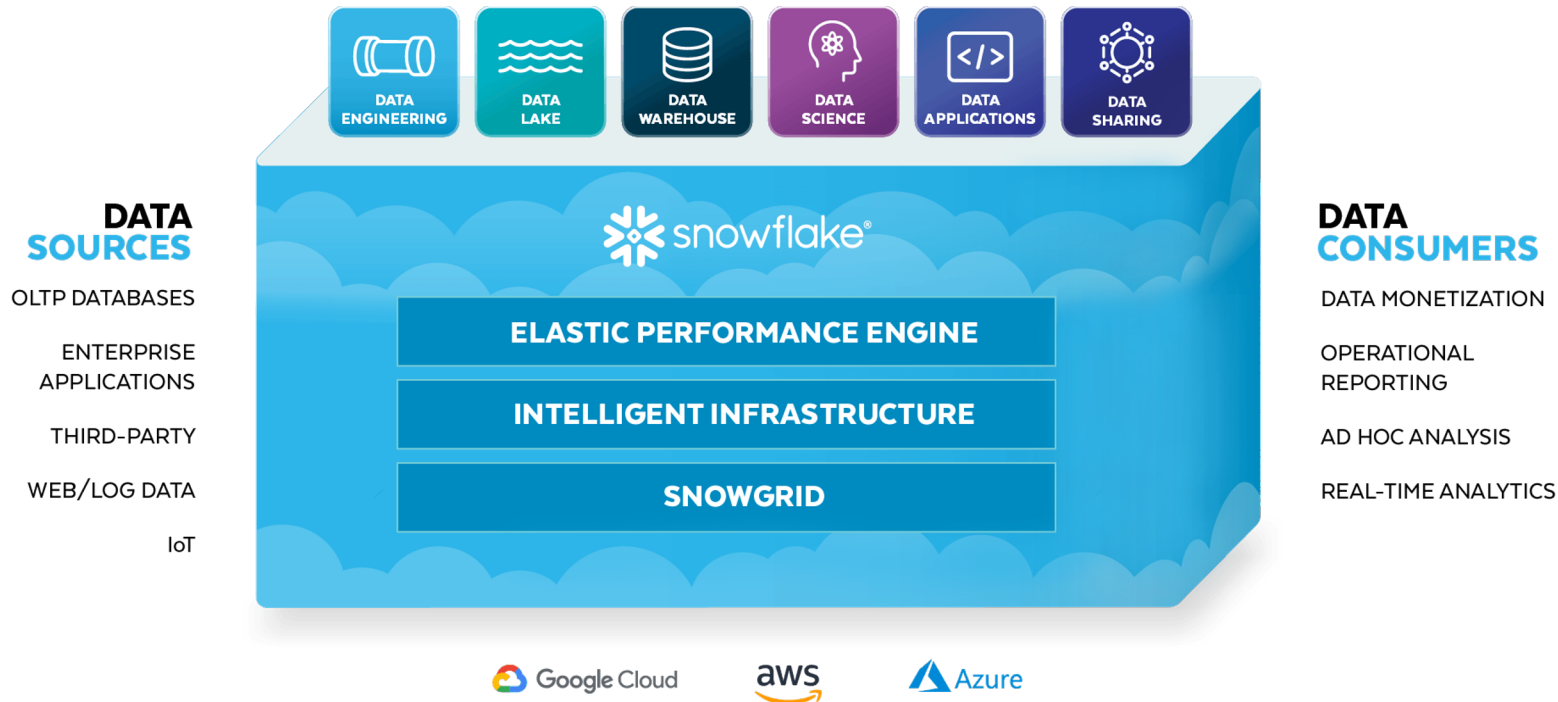 DATA
ENGINEERING
DATA
LAKE
DATA
WAREHOUSE
DATA
SCIENCE
DATA
APPLICATIONS
DATA
SHARING
DATA
SOURCES
OLTP DATABASES
ENTERPRISE
APPLICATIONS
THIRD-PARTY
WEB/LOG DATA
IoT
snowflake®
ELASTIC PERFORMANCE ENGINE
INTELLIGENT INFRASTRUCTURE
SNOWGRID
DATA
CONSUMERS
DATA MONETIZATION
OPERATIONAL
REPORTING
AD HOC ANALYSIS
REAL-TIME ANALYTICS
Google Cloud
aws
Azure